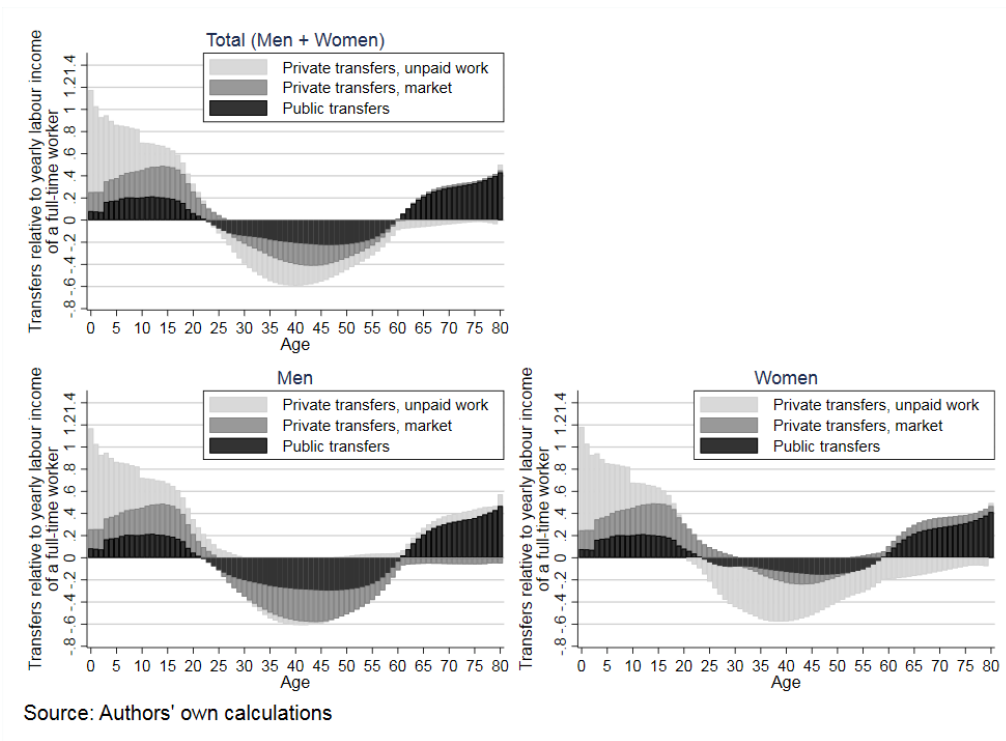 Total (Men + Women)
Private transfers, unpaid work
Private transfers, market
Public transfers
Transfers relative to yearly labour income
of a full-time worker
-.8 -.6 -.4 -.2 0 .2 .4 .6 .8 1 1.21.4
0 5 10 15 20 25 30 35 40 45 50 55 60 65 70 75 80
Age
Men
Private transfers, unpaid work
Private transfers, market
Public transfers
Transfers relative to yearly labour income
of a full-time worker
-.8 -.6 -.4 -.2 0 .2 .4 .6 .8 1 1.21.4
0 5 10 15 20 25 30 35 40 45 50 55 60 65 70 75 80
Age
Women
Private transfers, unpaid work
Private transfers, market
Public transfers
Transfers relative to yearly labour income
of a full-time worker
-.8 -.6 -.4 -.2 0 .2 .4 .6 .8 1 1.21.4
0 5 10 15 20 25 30 35 40 45 50 55 60 65 70 75 80
Age
Source: Authors' own calculations